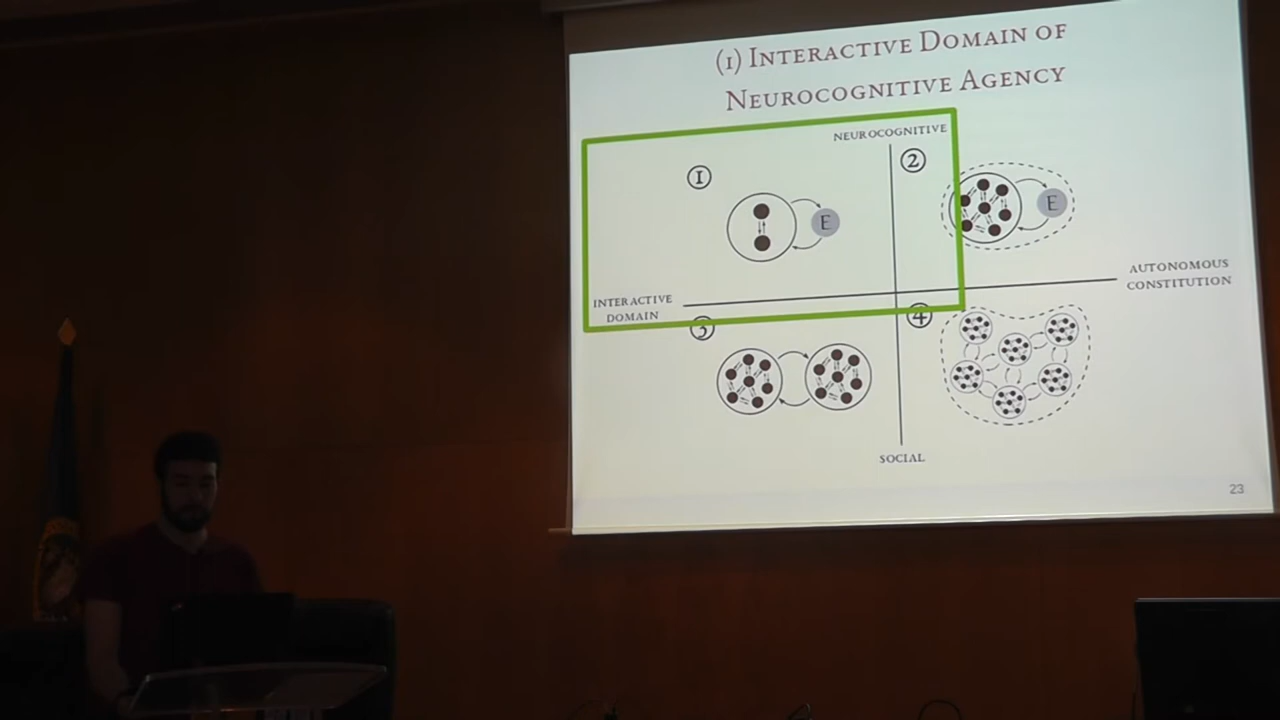 (1) Interactive Domain of
Neurocognitive Agency
NEUROCOGNITIVE
①
②
E
E
INTERACTIVE
DOMAIN
AUTONOMOUS
CONSTITUTION
③
④
SOCIAL
23